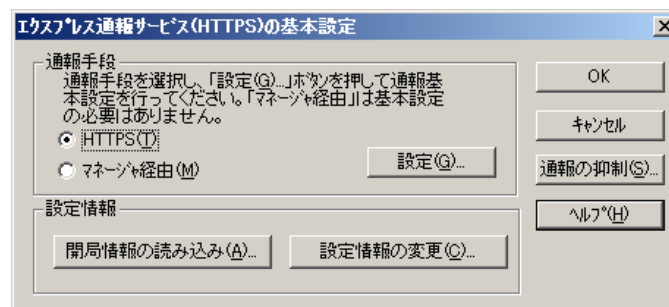 ｴｸｽﾌﾟﾚｽ通報ｻｰﾋﾞｽ(HTTPS)の基本設定
通報手段
通報手段を選択し、「設定(G)...」ﾎﾞﾀﾝを押して通報基
本設定を行ってください。「ﾏﾈｰｼﾞｬ経由」は基本設定
の必要はありません。
HTTPS(T)
ﾏﾈｰｼﾞｬ経由(M)
設定(G)...
設定情報
開局情報の読み込み(A)...
設定情報の変更(C)...
OK
ｷｬﾝｾﾙ
通報の抑制(S)...
ﾍﾙﾌﾟ(H)